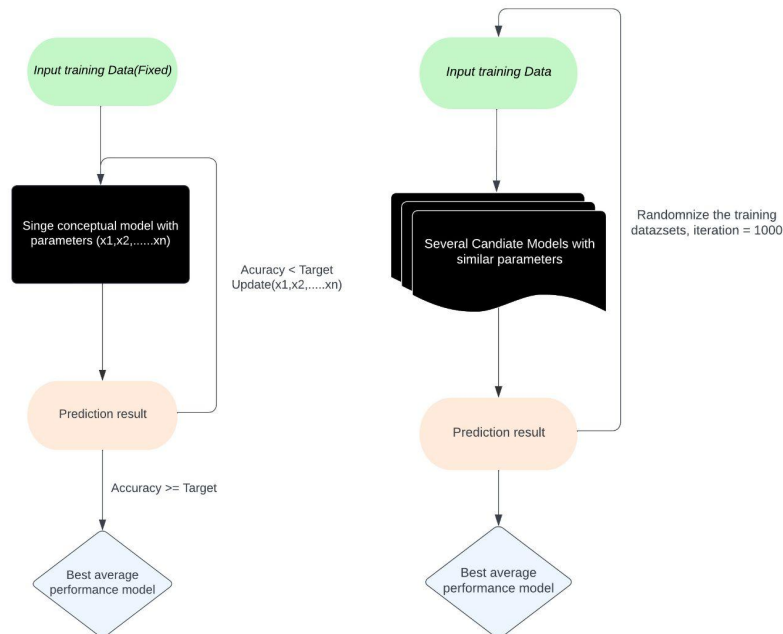 Input training Data(Fixed)
Singe conceptual model with
parameters (x1,x2,......xn)
Acuracy < Target
Update(x1,x2,.....xn)
Prediction result
Accuracy >= Target
Best average
performance model
Input training Data
Several Candiate Models with
similar parameters
Randomnize the training
datazsets, iteration = 1000
Prediction result
Best average
performance model